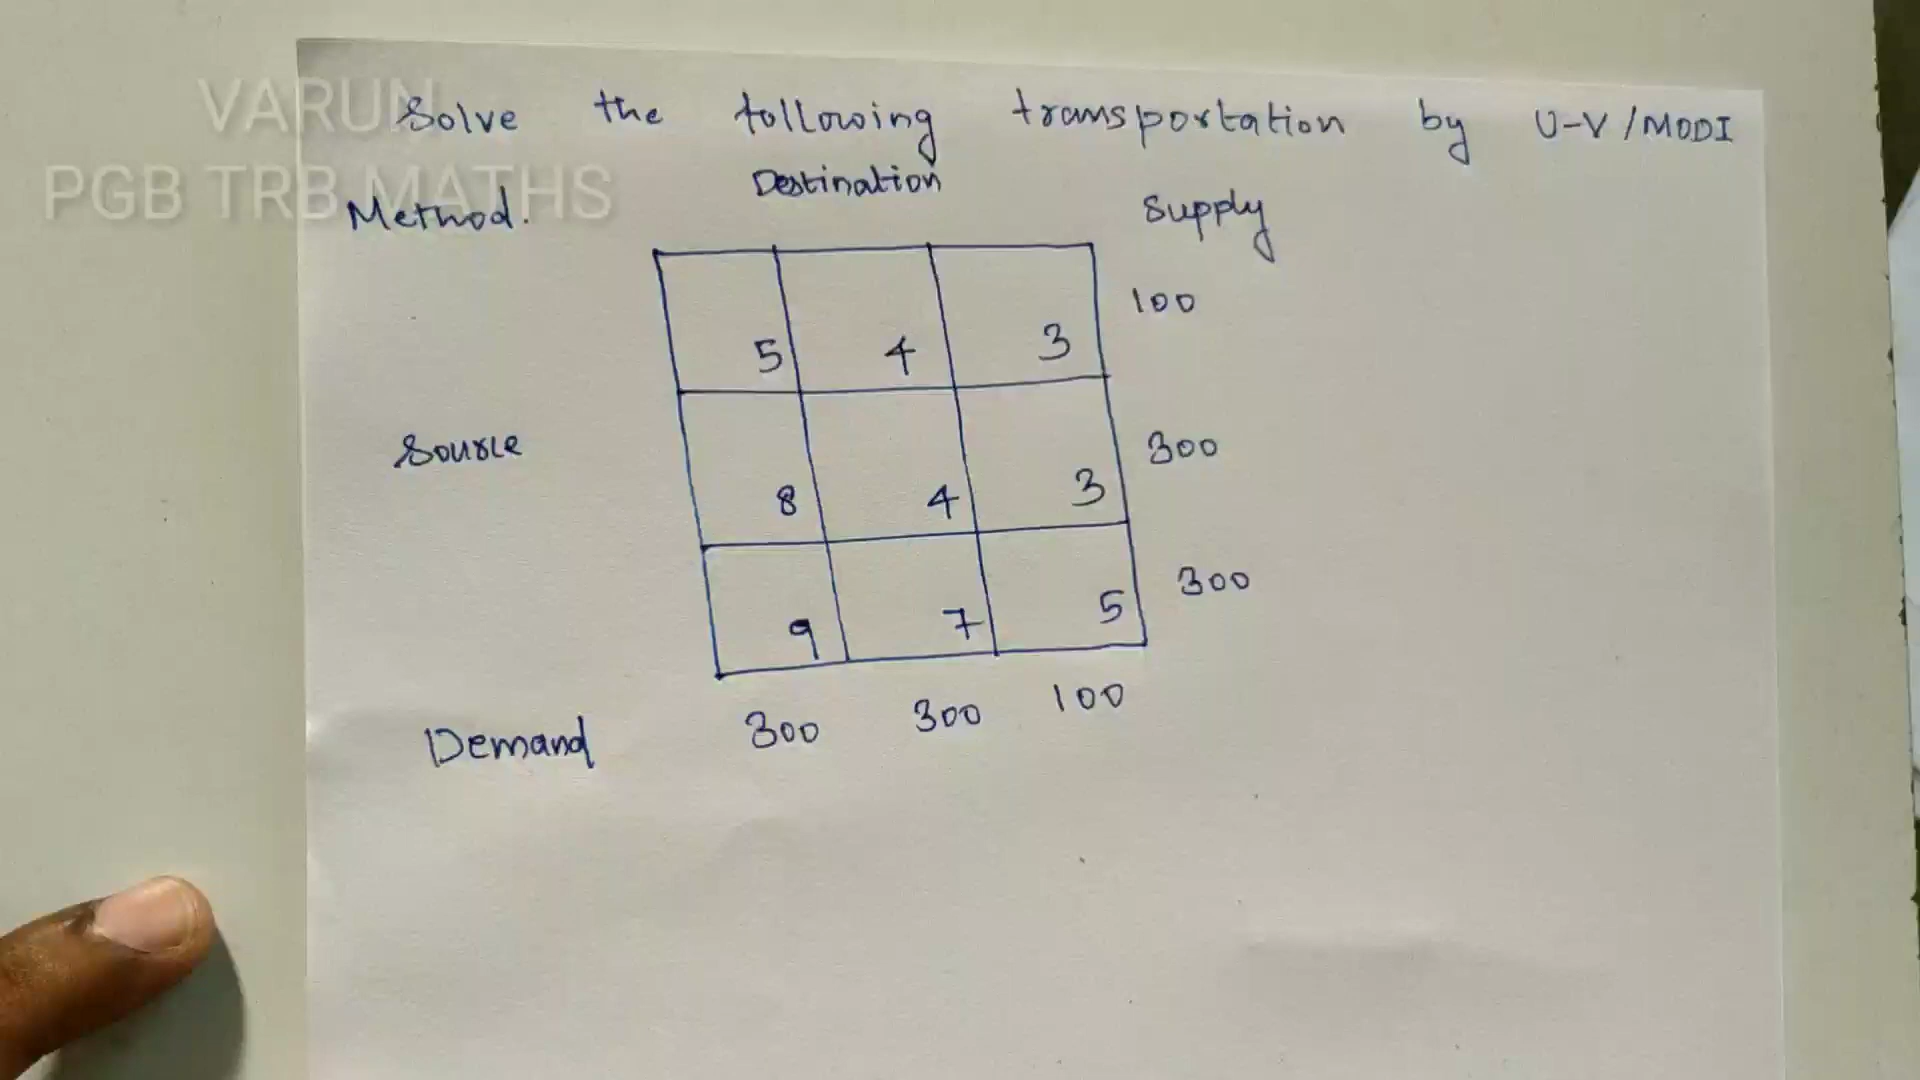 VARUN
PGB TRB MATHS
Solve the following transportation by U-V/MODI
Method.
Destination
Supply
5 4 3 100
Source
8 4 3 300
9 7 5 300
Demand 300 300 100